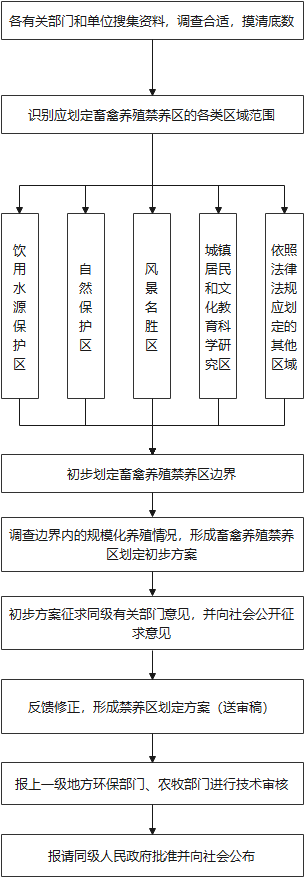 各有关部门和单位搜集资料，调查合适，摸清底数
识别应划定畜禽养殖禁养区的各类区域范围
饮用水源保护区
自然保护区
风景名胜区
城镇居民和文化教育科学研究区
依照法律法规应划定的其他区域
初步划定畜禽养殖禁养区边界
调查边界内的规模化养殖情况，形成畜禽养殖禁养
区划定初步方案
初步方案征求同级有关部门意见，并向社会公开征
求意见
反馈修正，形成禁养区划定方案（送审稿）
报上一级地方环保部门、农牧部门进行技术审核
报请同级人民政府批准并向社会公布